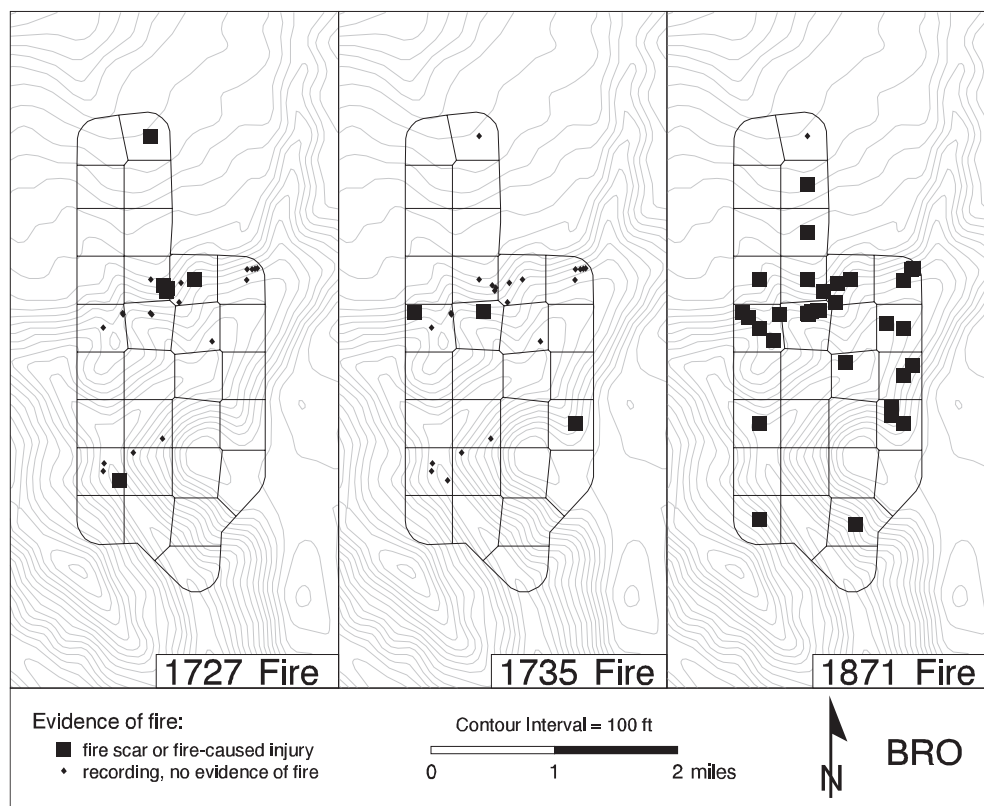 1727 Fire
1735 Fire
1871 Fire
Evidence of fire:
fire scar or fire-caused injury
recording, no evidence of fire
Contour Interval = 100 ft
0 1 2 miles
N
BRO